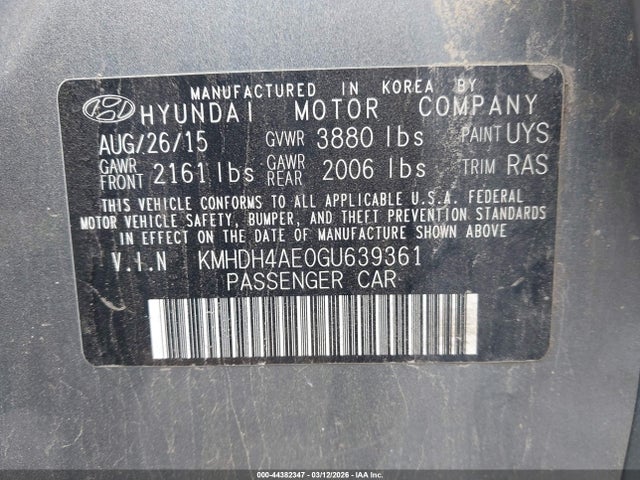 MANUFACTURED IN KOREA BY
HYUNDAI MOTOR COMPANY
AUG/26/15 GVWR 3880 lbs PAINT UYS
GAWR FRONT 2161 lbs GAWR REAR 2006 lbs TRIM RAS
THIS VEHICLE CONFORMS TO ALL APPLICABLE U.S.A. FEDERAL
MOTOR VEHICLE SAFETY, BUMPER, AND THEFT PREVENTION
STANDARDS IN EFFECT ON THE DATE OF MANUFACTURE SHOWN ABOVE.
V.I.N KMHDH4AE0GU639361
PASSENGER CAR
000-44382347 | 03/12/2026 - IAA Inc.